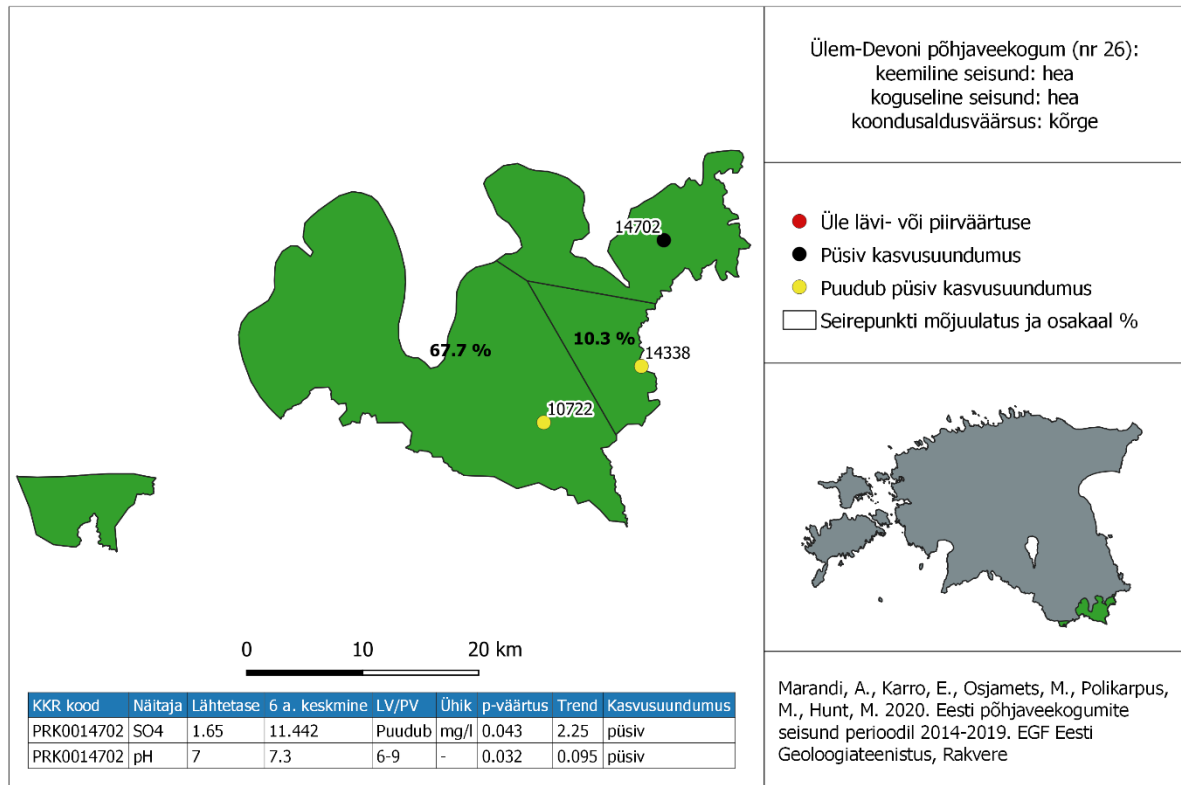 Ülem-Devoni põhjaveekogum (nr 26):
keemiline seisund: hea
koguseline seisund: hea
koondusaldusväärsus: kõrge
14702
67.7 %
10.3 %
14338
10722
Üle lävi- või piirväärtuse
Püsiv kasvusuundumus
Puudub püsiv kasvusuundumus
Seirepunkti mõjuulatus ja osakaal %
0 10 20 km
KKR kood Näitaja Lähtetase 6 a. keskmine LV/PV Ühik p-väärtus Trend Kasvusuundumus
PRK0014702 SO4 1.65 11.442 Puudub mg/l 0.043 2.25 püsiv
PRK0014702 pH 7 7.3 6-9 - 0.032 0.095 püsiv
Marandi, A., Karro, E., Osjamets, M., Polikarpus,
M., Hunt, M. 2020. Eesti põhjaveekogumite
seisund perioodil 2014-2019. EGF Eesti
Geoloogiateenistus, Rakvere